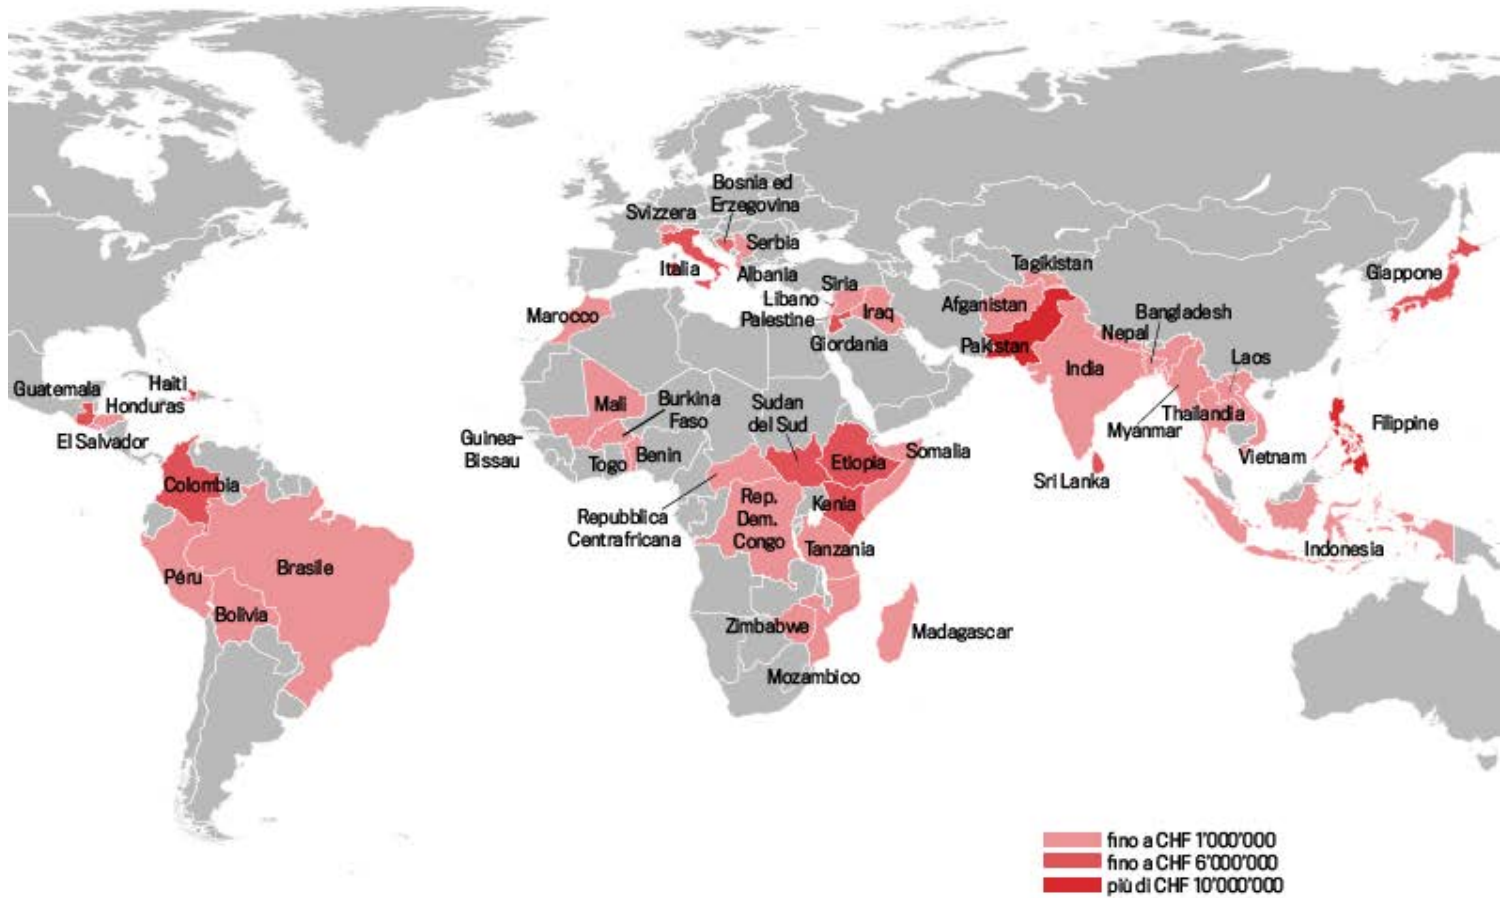 Bosnia ed
Erzegovina
Svizzera
Serbia
Italia
Albania
Tagikistan
Siria
Libano
Palestine
Iraq
Giordania
Afghanistan
Pakistan
Giappone
Marocco
Bangladesh
Nepal
India
Laos
Guatemala
Haiti
Honduras
El Salvador
Mali
Burkina
Faso
Sudan
del Sud
Thailandia
Myanmar
Filippine
Guinea-
Bissau
Togo
Benin
Etiopia
Somalia
Vietnam
Sri Lanka
Colombia
Kenia
Rep.
Dem.
Congo
Repubblica
Centrafricana
Tanzania
Indonesia
Péru
Brasile
Bolivia
Zimbabwe
Madagascar
Mozambico
fino a CHF 1'000'000
fino a CHF 6'000'000
più di CHF 10'000'000